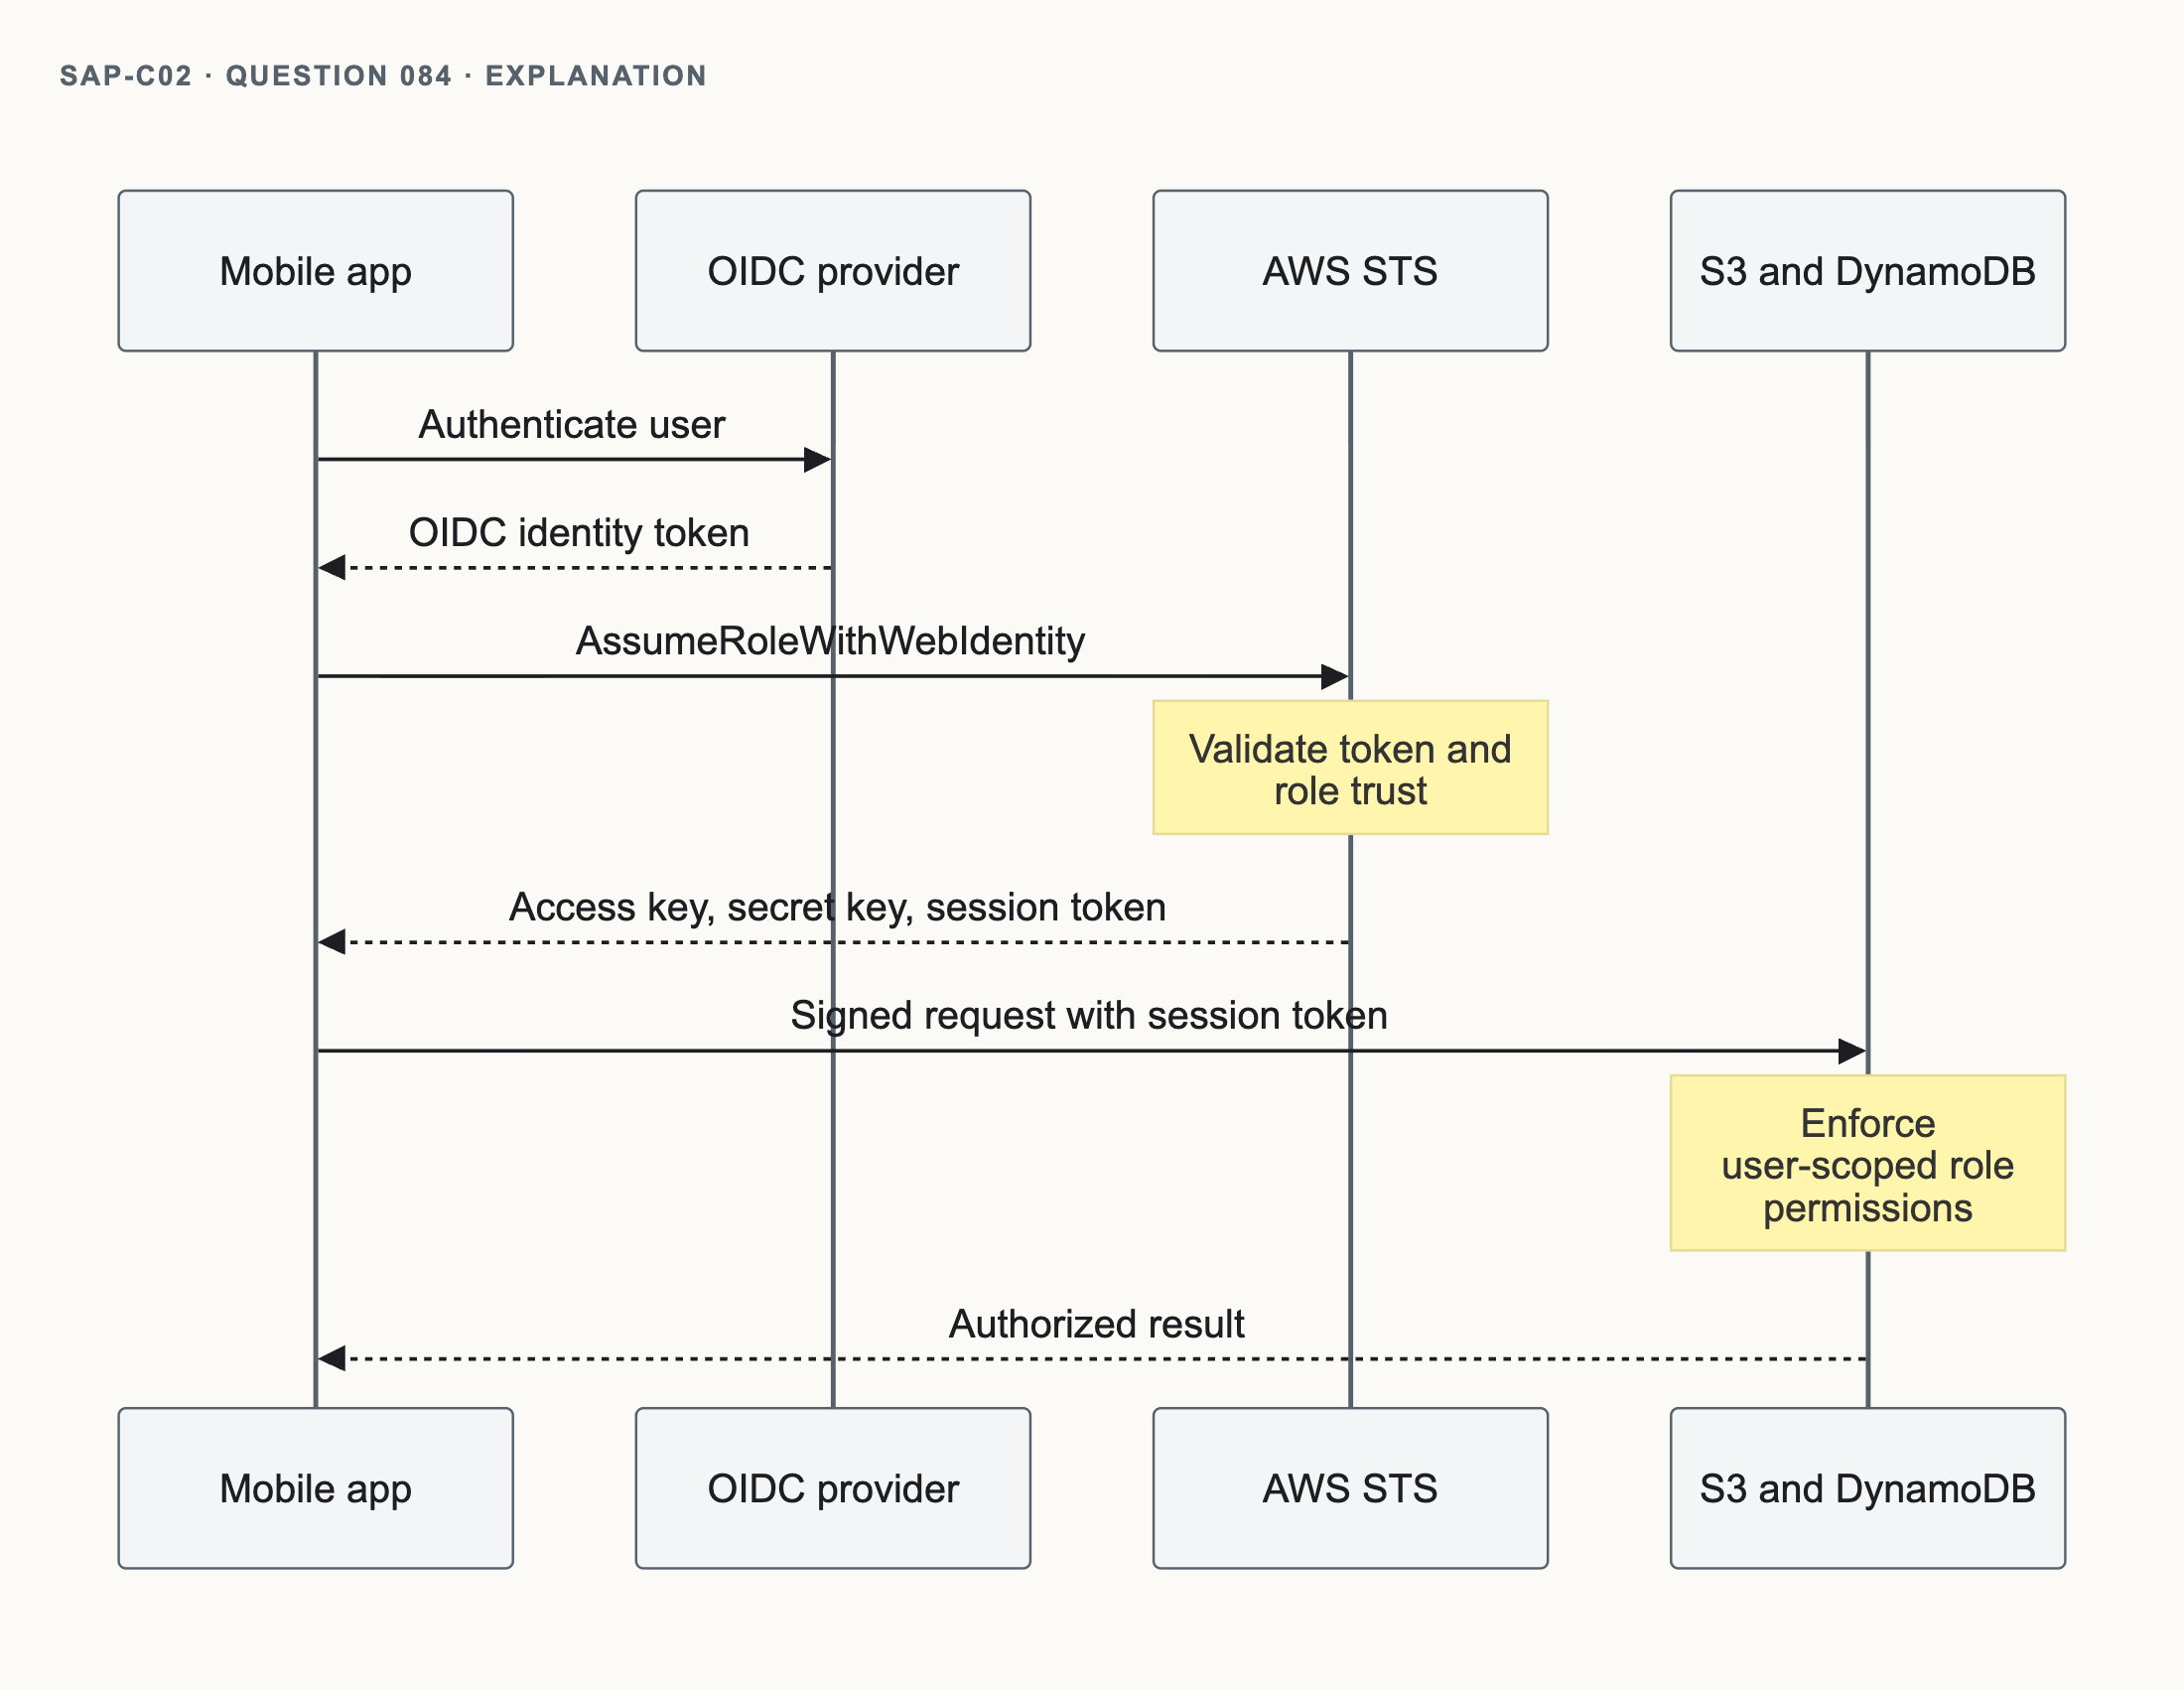 SAP-C02 · QUESTION 084 · EXPLANATION
Mobile app
OIDC provider
AWS STS
S3 and DynamoDB
Authenticate user
OIDC identity token
AssumeRoleWithWebIdentity
Validate token and
role trust
Access key, secret key, session token
Signed request with session token
Enforce
user-scoped role
permissions
Authorized result
Mobile app
OIDC provider
AWS STS
S3 and DynamoDB